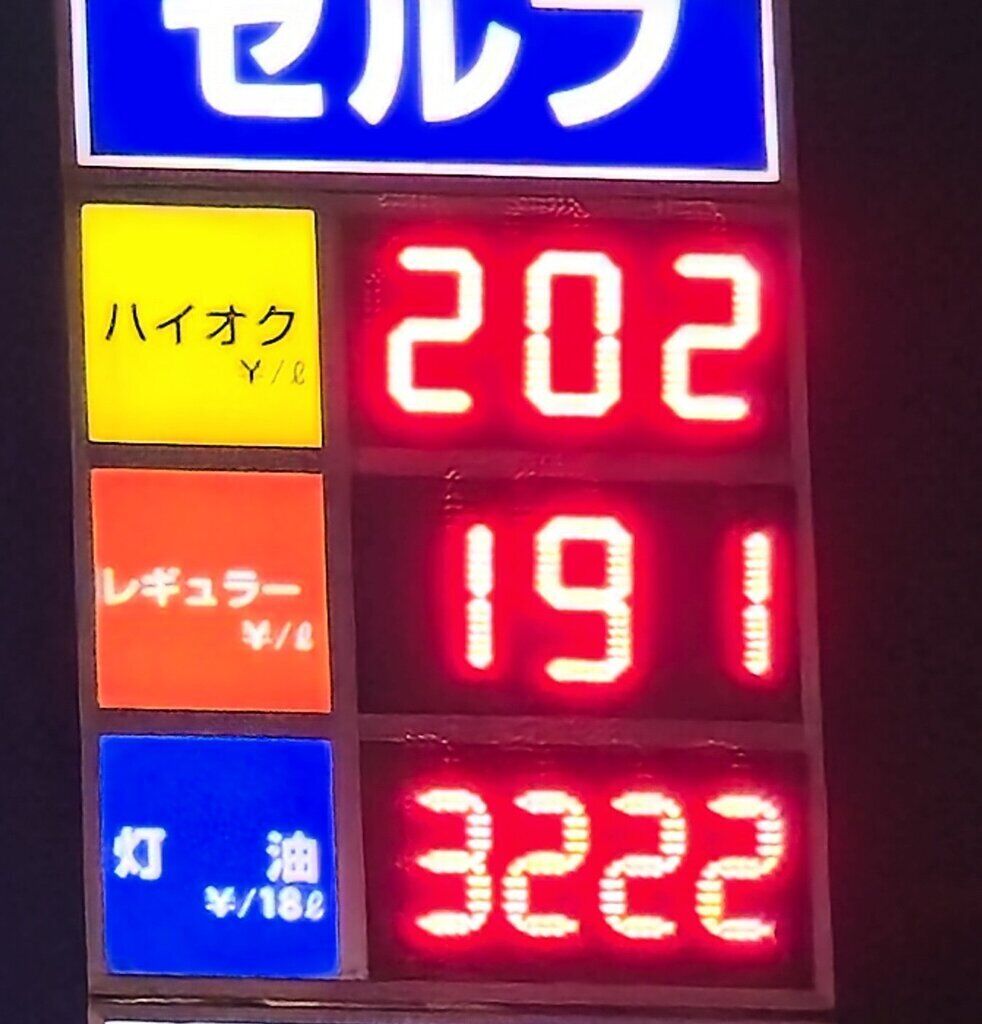 セルフ
ハイオク 202
¥/ℓ
レギュラー 191
¥/ℓ
灯油 3222
¥/18ℓ